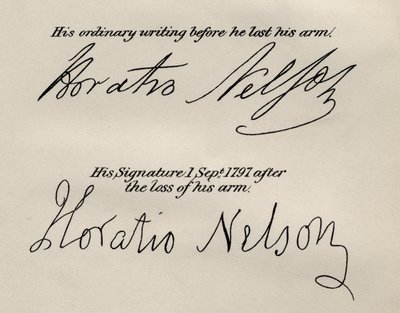 His ordinary writing before he lost his arm.
Horatio Nelson
His Signature 1 Sept. 1797 after
the loss of his arm.
Horatio Nelson